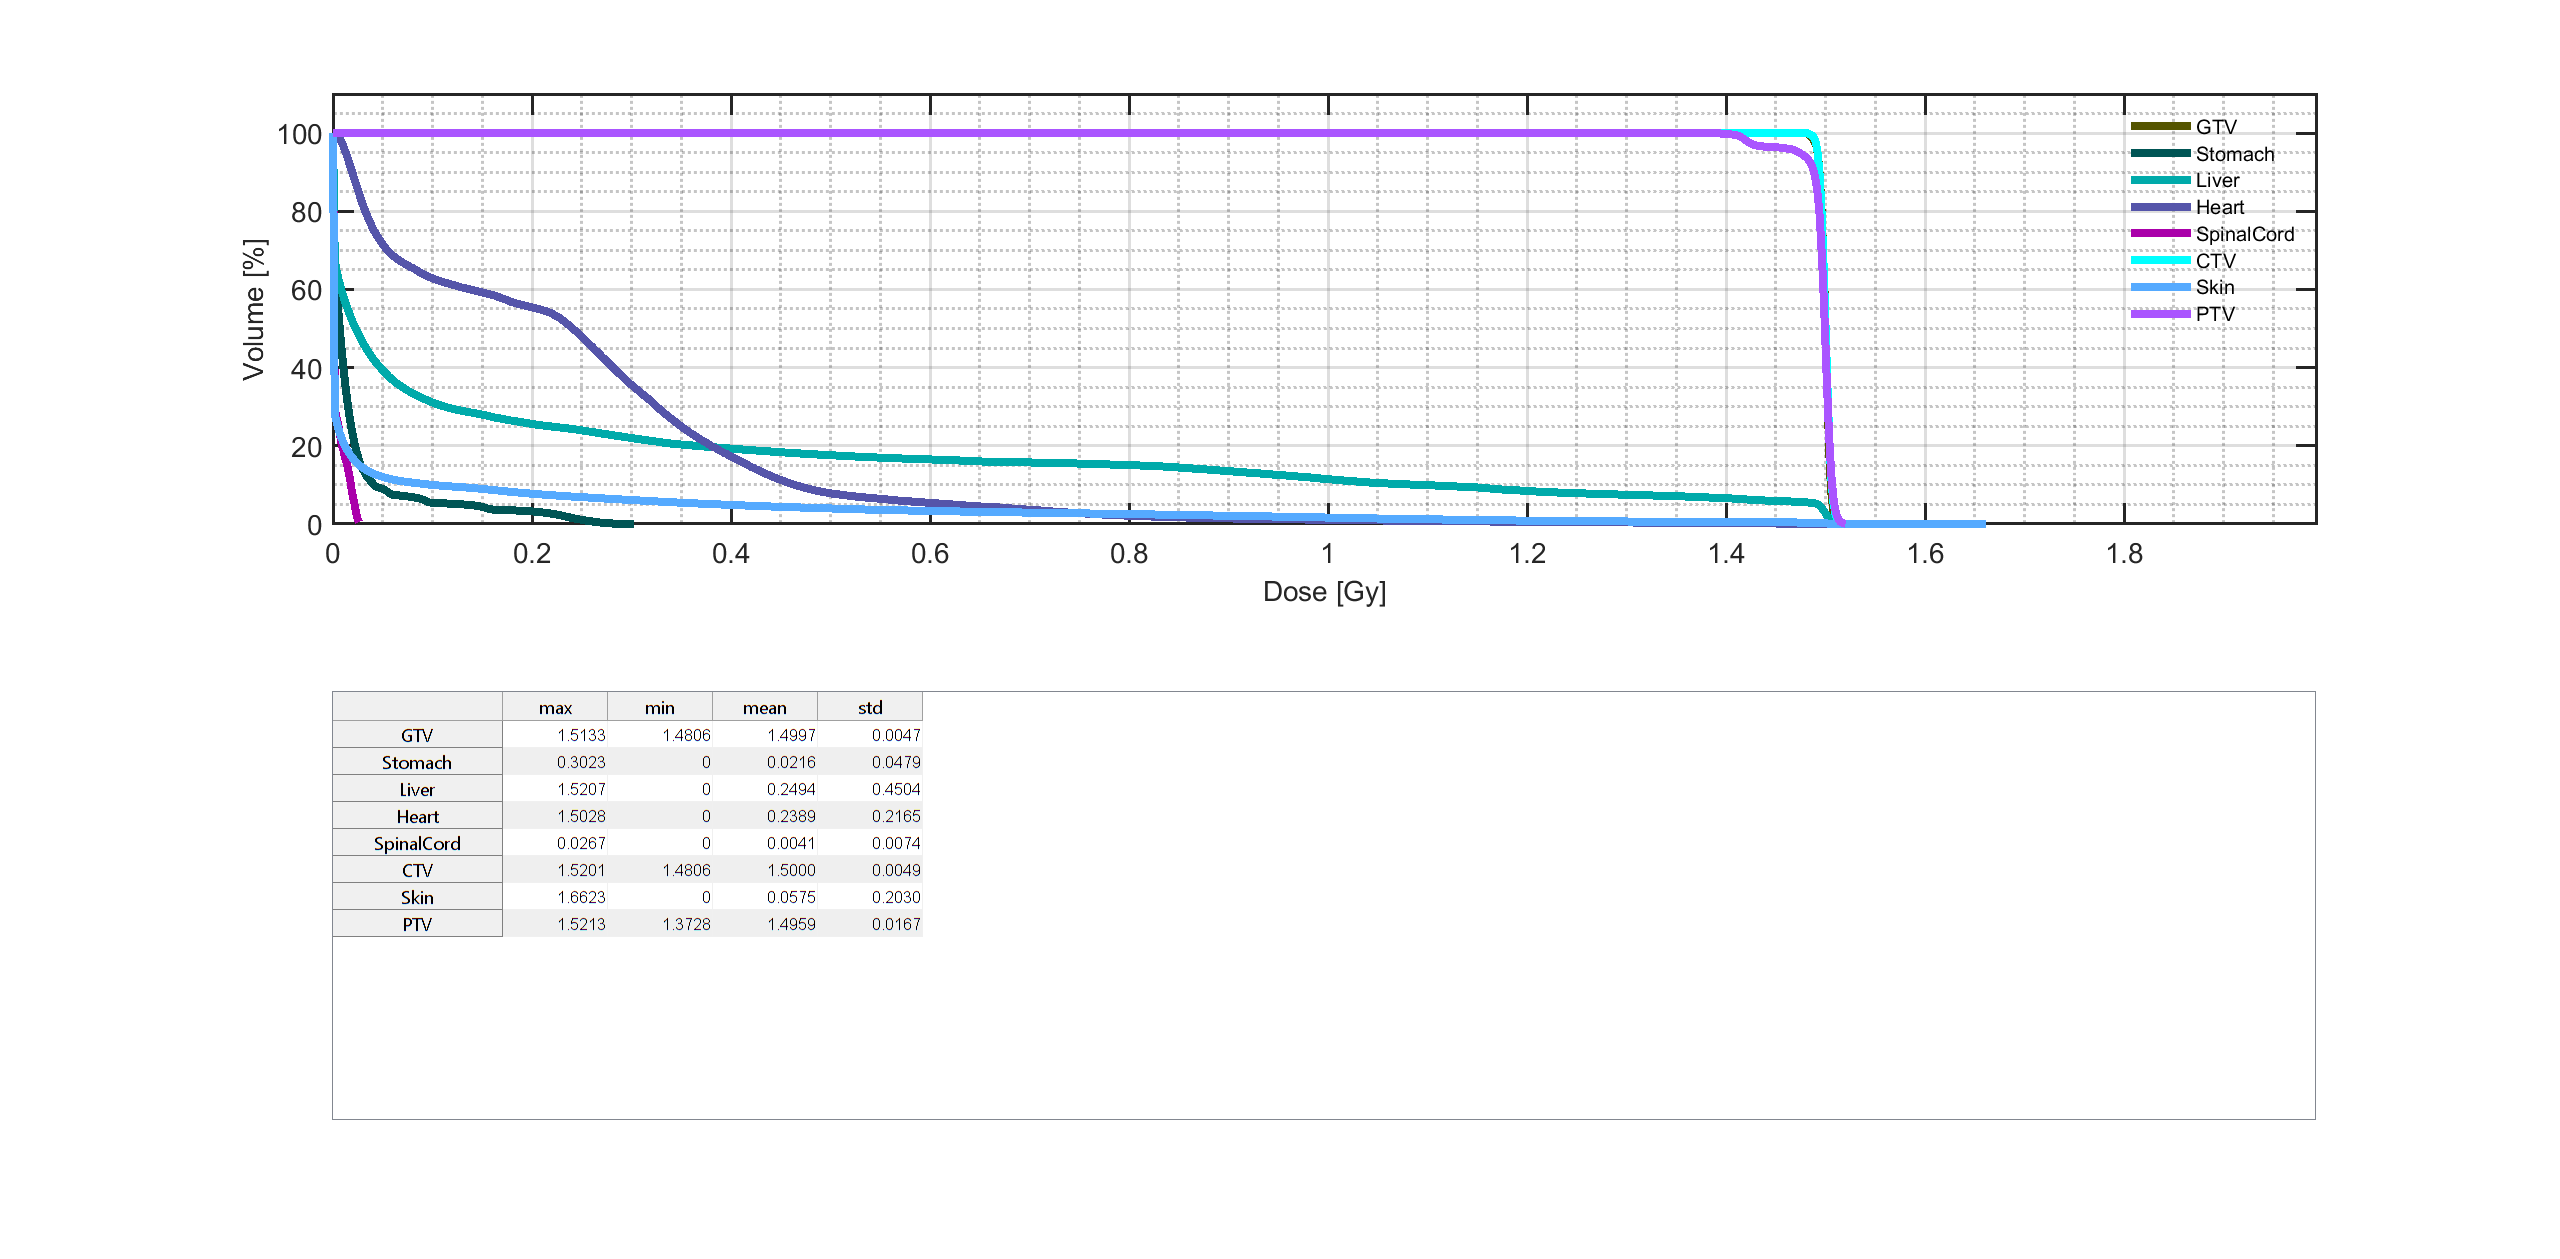 100
80
60
40
20
0
Volume [%]
0 0.2 0.4 0.6 0.8 1 1.2 1.4 1.6 1.8
Dose [Gy]
GTV
Stomach
Liver
Heart
SpinalCord
CTV
Skin
PTV
max min mean std
GTV 1.5133 1.4806 1.4997 0.0047
Stomach 0.3023 0 0.0216 0.0479
Liver 1.5207 0 0.2494 0.4504
Heart 1.5028 0 0.2389 0.2165
SpinalCord 0.0267 0 0.0041 0.0074
CTV 1.5201 1.4806 1.5000 0.0049
Skin 1.6623 0 0.0575 0.2030
PTV 1.5213 1.3728 1.4959 0.0167